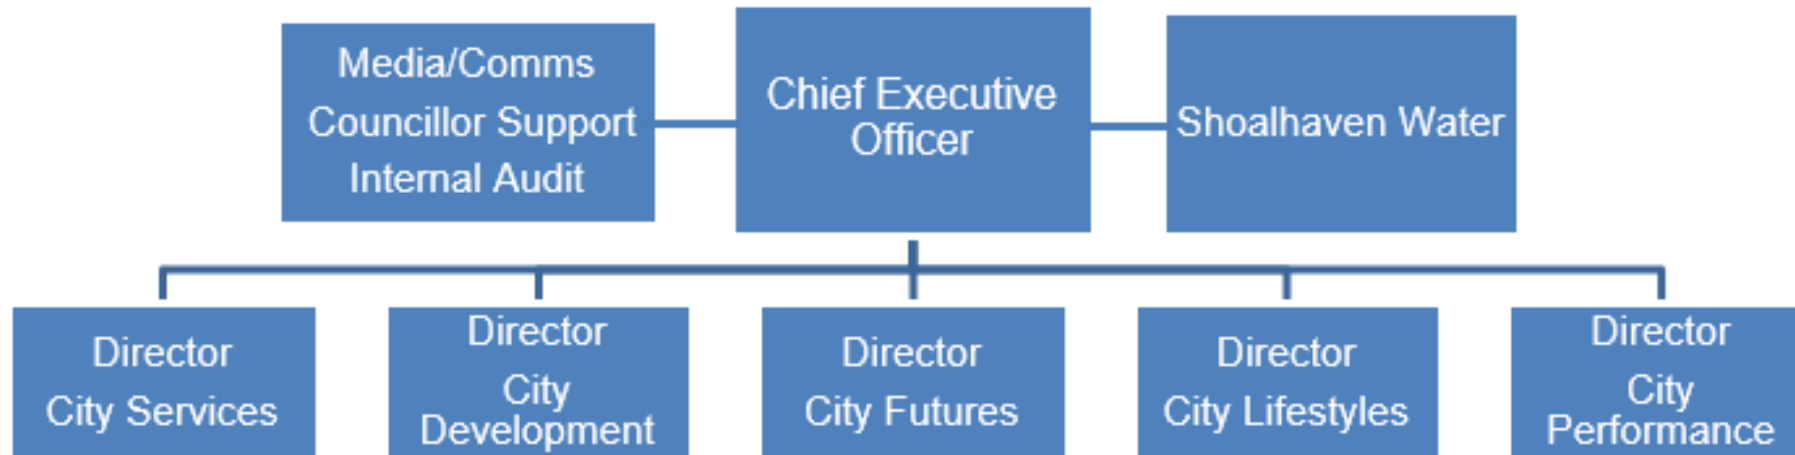 Media/Comms
Councillor Support
Internal Audit
Chief Executive
Officer
Shoalhaven Water
Director
City Services
Director
City
Development
Director
City Futures
Director
City Lifestyles
Director
City
Performance